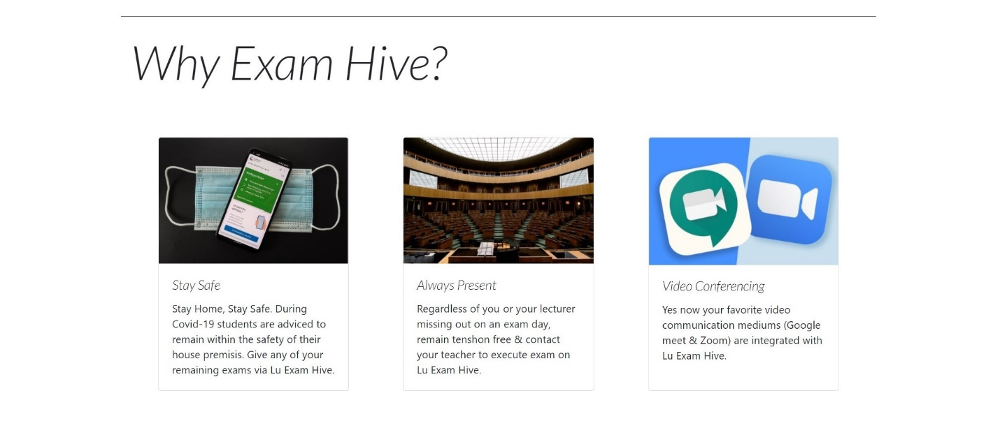 Why Exam Hive?
Stay Safe
Stay Home, Stay Safe. During
Covid-19 students are adviced to
remain within the safety of their
house premisis. Give any of your
remaining exams via Lu Exam Hive.
Always Present
Regardless of you or your lecturer
missing out on an exam day,
remain tenshon free & contact
your teacher to execute exam on
Lu Exam Hive.
Video Conferencing
Yes now your favorite video
communication mediums (Google
meet & Zoom) are integrated with
Lu Exam Hive.